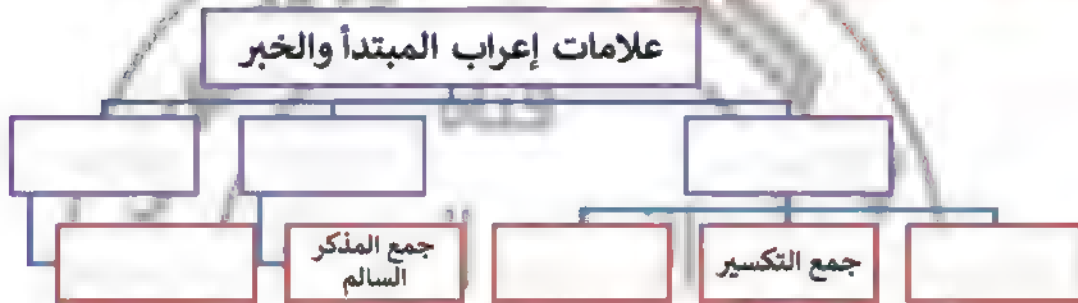 علامات إعراب المبتدأ والخبر
جمع التكسير
جمع المذكر
السالم